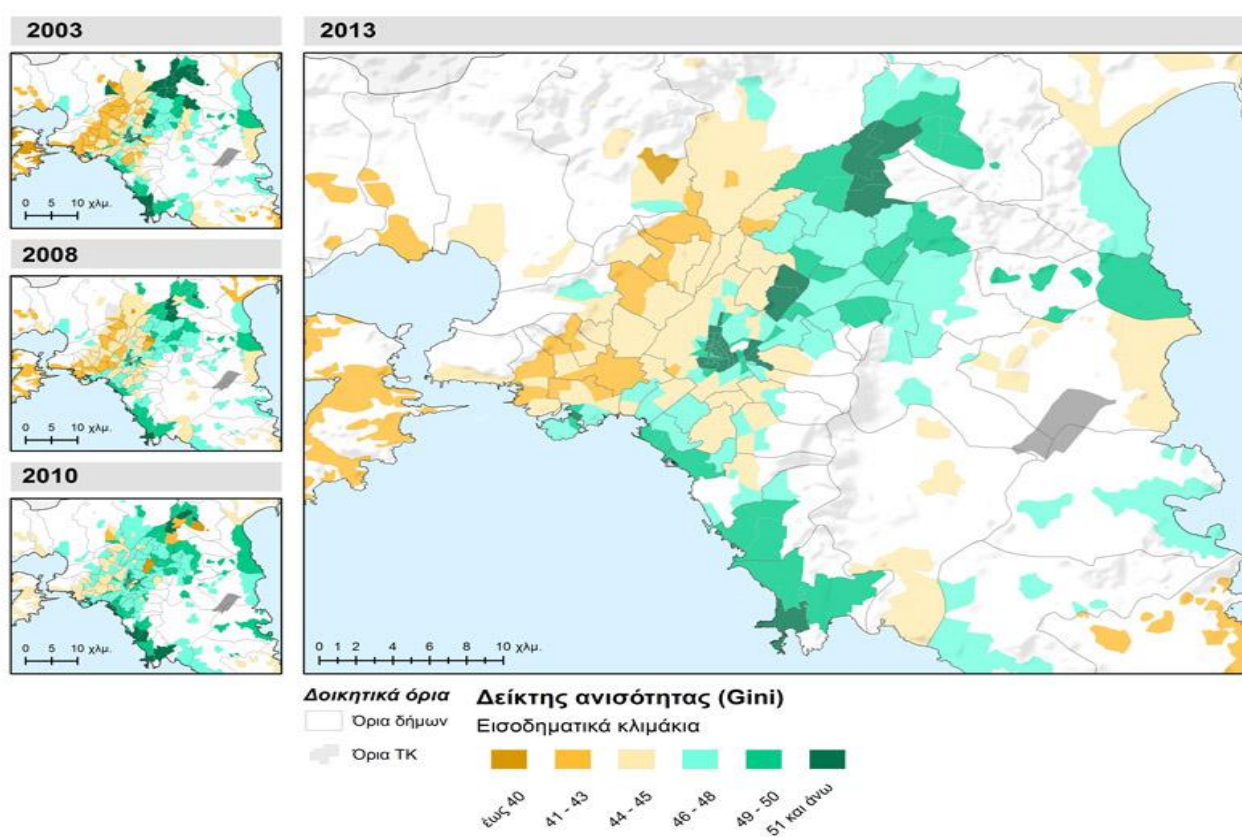 2003
0 5 10 χλμ.
2008
0 5 10 χλμ.
2010
0 5 10 χλμ.
2013
0 2 4 6 8 10 χλμ.
Δοικητικά όρια
Όρια δήμων
Όρια ΤΚ
Δείκτης ανισότητας (Gini)
Εισοδηματικά κλιμάκια
έως 40
41 - 43
44 - 45
46 - 48
49 - 50
51 και άνω